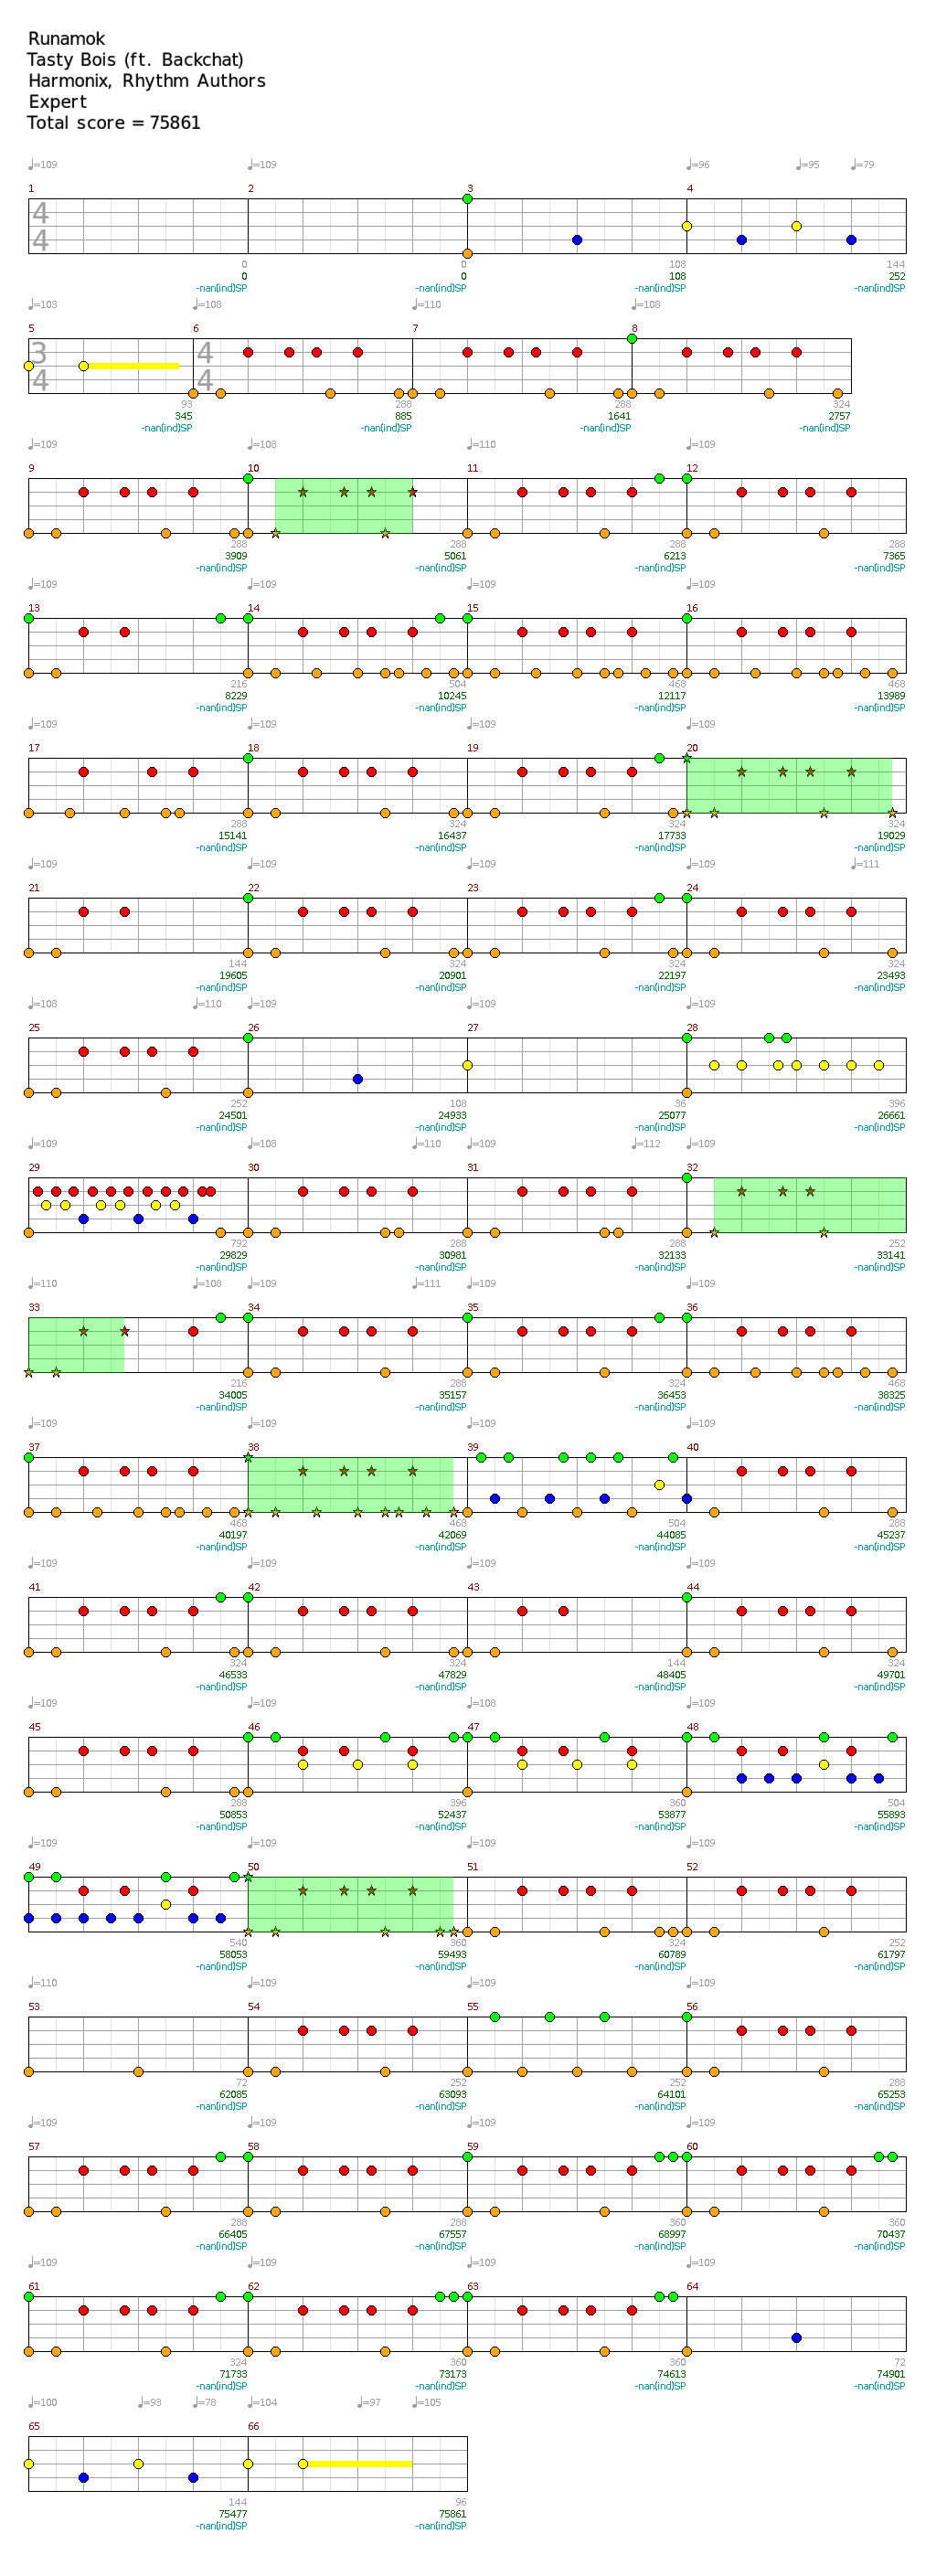 Runamok
Tasty Bois (ft. Backchat)
Harmonix, Rhythm Authors
Expert
Total score = 75861
♩=109 ♩=109 ♩=96 ♩=95 ♩=79
1 2 3 4
4
4
0 0 108 144
0 0 108 252
-nan(ind)SP -nan(ind)SP -nan(ind)SP -nan(ind)SP
♩=103 ♩=108 ♩=110 ♩=108
5 6 7 8
3 4
4 4
93 288 288 324
345 885 1641 2757
-nan(ind)SP -nan(ind)SP -nan(ind)SP -nan(ind)SP
♩=109 ♩=108 ♩=110 ♩=109
9 10 11 12
288 288 288 288
3909 5061 6213 7365
-nan(ind)SP -nan(ind)SP -nan(ind)SP -nan(ind)SP
♩=109 ♩=109 ♩=109 ♩=109
13 14 15 16
216 504 468 468
8229 10245 12117 13989
-nan(ind)SP -nan(ind)SP -nan(ind)SP -nan(ind)SP
♩=109 ♩=109 ♩=109 ♩=109
17 18 19 20
288 324 324 324
15141 16437 17733 19029
-nan(ind)SP -nan(ind)SP -nan(ind)SP -nan(ind)SP
♩=109 ♩=109 ♩=109 ♩=109 ♩=111
21 22 23 24
144 324 324 324
19605 20901 22197 23493
-nan(ind)SP -nan(ind)SP -nan(ind)SP -nan(ind)SP
♩=108 ♩=110 ♩=109 ♩=109 ♩=109
25 26 27 28
252 108 36 396
24501 24933 25077 26661
-nan(ind)SP -nan(ind)SP -nan(ind)SP -nan(ind)SP
♩=109 ♩=108 ♩=110 ♩=109 ♩=112 ♩=109
29 30 31 32
792 288 288 252
29829 30981 32133 33141
-nan(ind)SP -nan(ind)SP -nan(ind)SP -nan(ind)SP
♩=110 ♩=108 ♩=109 ♩=111 ♩=109 ♩=109
33 34 35 36
216 288 324 468
34005 35157 36453 38325
-nan(ind)SP -nan(ind)SP -nan(ind)SP -nan(ind)SP
♩=109 ♩=109 ♩=109 ♩=109
37 38 39 40
468 468 504 288
40197 42069 44085 45237
-nan(ind)SP -nan(ind)SP -nan(ind)SP -nan(ind)SP
♩=109 ♩=109 ♩=109 ♩=109
41 42 43 44
324 324 144 324
46533 47829 48405 49701
-nan(ind)SP -nan(ind)SP -nan(ind)SP -nan(ind)SP
♩=109 ♩=109 ♩=108 ♩=109
45 46 47 48
288 396 360 504
50853 52437 53877 55893
-nan(ind)SP -nan(ind)SP -nan(ind)SP -nan(ind)SP
♩=109 ♩=109 ♩=109 ♩=109
49 50 51 52
540 360 324 252
58053 59493 60789 61797
-nan(ind)SP -nan(ind)SP -nan(ind)SP -nan(ind)SP
♩=110 ♩=109 ♩=109 ♩=109
53 54 55 56
72 252 252 288
62085 63093 64101 65253
-nan(ind)SP -nan(ind)SP -nan(ind)SP -nan(ind)SP
♩=109 ♩=109 ♩=109 ♩=109
57 58 59 60
288 288 360 360
66405 67557 68997 70437
-nan(ind)SP -nan(ind)SP -nan(ind)SP -nan(ind)SP
♩=109 ♩=109 ♩=109 ♩=109
61 62 63 64
324 360 360 72
71733 73173 74613 74901
-nan(ind)SP -nan(ind)SP -nan(ind)SP -nan(ind)SP
♩=100 ♩=93 ♩=78 ♩=104 ♩=97 ♩=105
65 66
144 96
75477 75861
-nan(ind)SP -nan(ind)SP